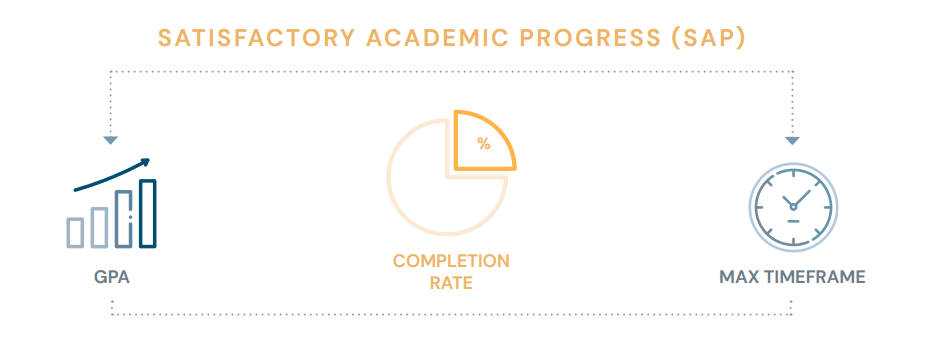 SATISFACTORY ACADEMIC PROGRESS (SAP)
%
GPA
COMPLETION
RATE
MAX TIMEFRAME